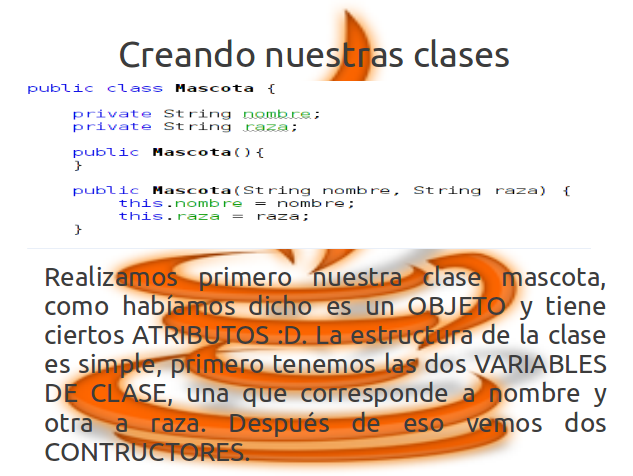 Creando nuestras clases
public class Mascota {
private String nombre;
private String raza;
public Mascota(){
}
public Mascota(String nombre, String raza) {
this.nombre = nombre;
this.raza = raza;
}
Realizamos primero nuestra clase mascota,
como habíamos dicho es un OBJETO y tiene
ciertos ATRIBUTOS :D. La estructura de la clase
es simple, primero tenemos las dos VARIABLES
DE CLASE, una que corresponde a nombre y
otra a raza. Después de eso vemos dos
CONTRUCTORES.